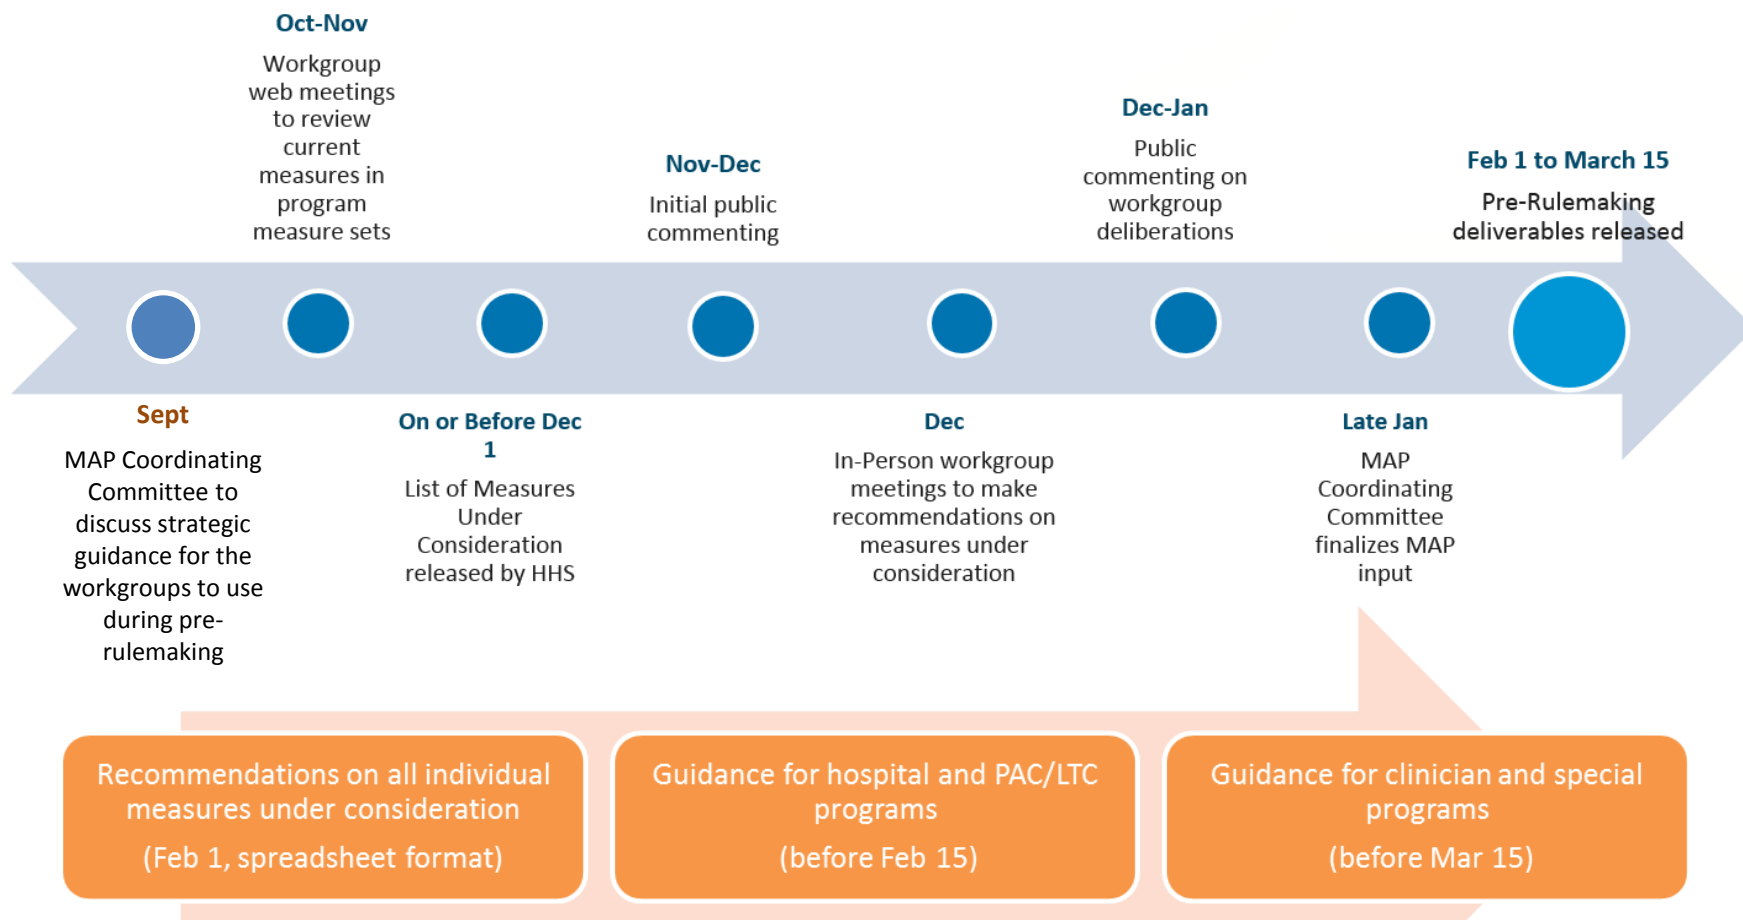 Oct-Nov
Workgroup
web meetings
to review
current
measures in
program
measure sets
Nov-Dec
Initial public
commenting
Dec-Jan
Public
commenting on
workgroup
deliberations
Feb 1 to March 15
Pre-Rulemaking
deliverables released
Sept
MAP Coordinating
Committee to
discuss strategic
guidance for the
workgroups to use
during pre-
rulemaking
On or Before Dec
1
List of Measures
Under
Consideration
released by HHS
Dec
In-Person workgroup
meetings to make
recommendations on
measures under
consideration
Late Jan
MAP
Coordinating
Committee
finalizes MAP
input
Recommendations on all individual
measures under consideration
(Feb 1, spreadsheet format)
Guidance for hospital and PAC/LTC
programs
(before Feb 15)
Guidance for clinician and special
programs
(before Mar 15)